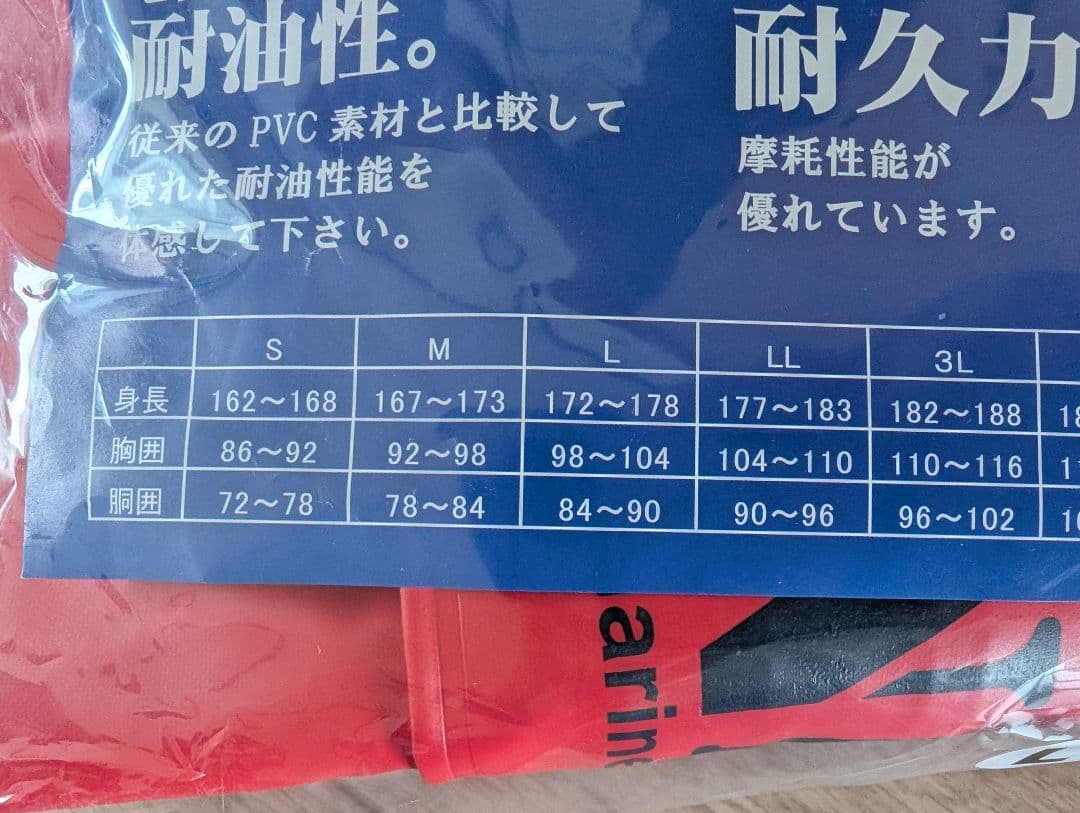 耐油性。
従来のPVC素材と比較して
優れた耐油性能を
体感して下さい。
耐久力
摩耗性能が
優れています。
S M L LL 3L
身長 162～168 167～173 172～178 177～183 182～188
胸囲 86～92 92～98 98～104 104～110 110～116
胴囲 72～78 78～84 84～90 90～96 96～102
arin